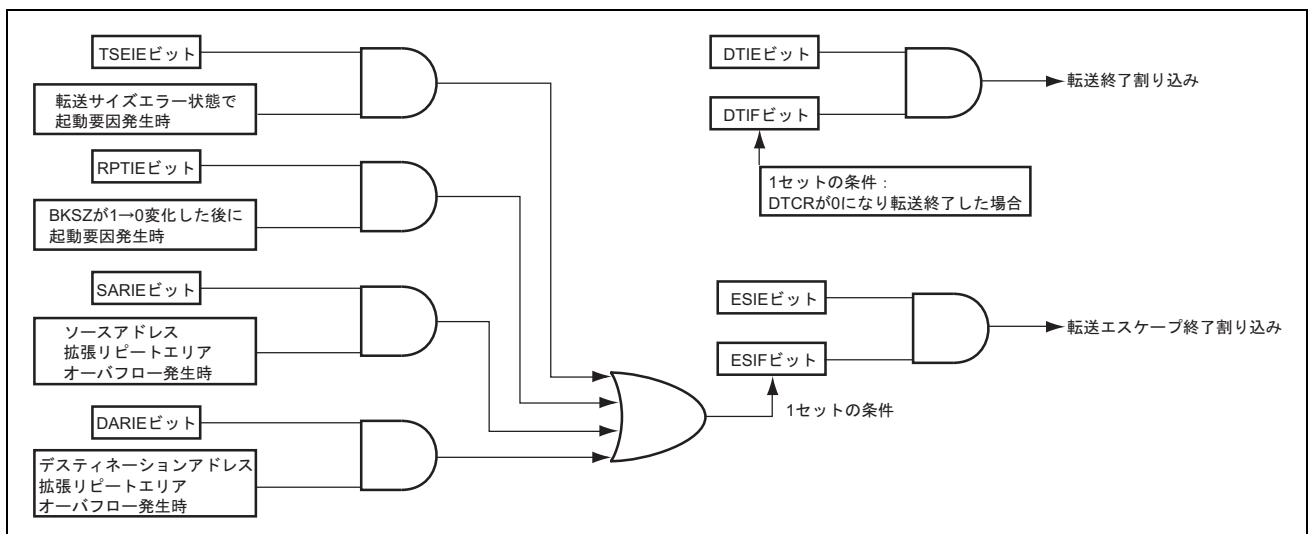 TSEIEビット
転送サイズエラー状態で
起動要因発生時
RPTIEビット
BKSZが1→0変化した後に
起動要因発生時
SARIEビット
ソースアドレス
拡張リピートエリア
オーバフロー発生時
DARIEビット
デスティネーションアドレス
拡張リピートエリア
オーバフロー発生時
DTIEビット
DTIFビット
転送終了割り込み
1セットの条件：
DTCRが0になり転送終了した場合
ESIEビット
ESIFビット
転送エスケープ終了割り込み
1セットの条件